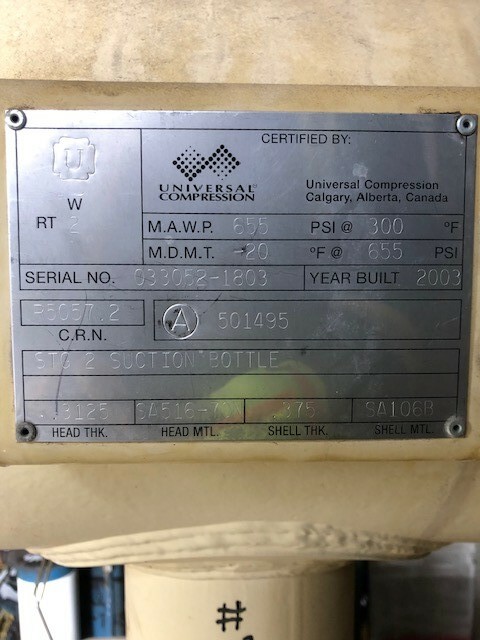 CERTIFIED BY:
U
W
RT 2
UNIVERSAL
COMPRESSION
Universal Compression
Calgary, Alberta, Canada
M.A.W.P. 655 PSI @ 300 °F
M.D.M.T. -20 °F @ 655 PSI
SERIAL NO. 033052-1803 YEAR BUILT 2003
C.R.N.
A 501495
STG 2 SUCTION BOTTLE
.3125 SA516-70 .375 SA106B
HEAD THK. HEAD MTL. SHELL THK. SHELL MTL.
#